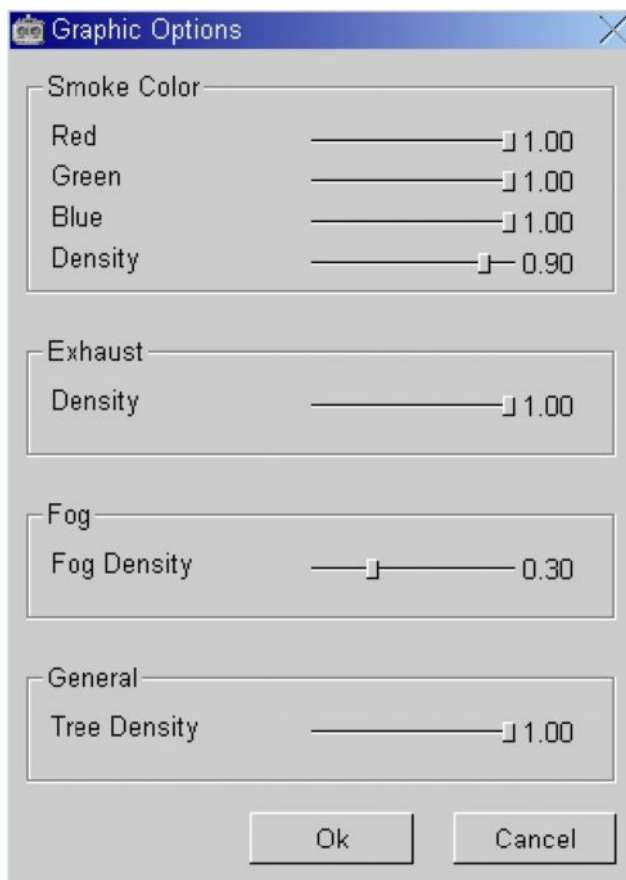 Graphic Options
Smoke Color
Red 1.00
Green 1.00
Blue 1.00
Density 0.90
Exhaust
Density 1.00
Fog
Fog Density 0.30
General
Tree Density 1.00
Ok Cancel